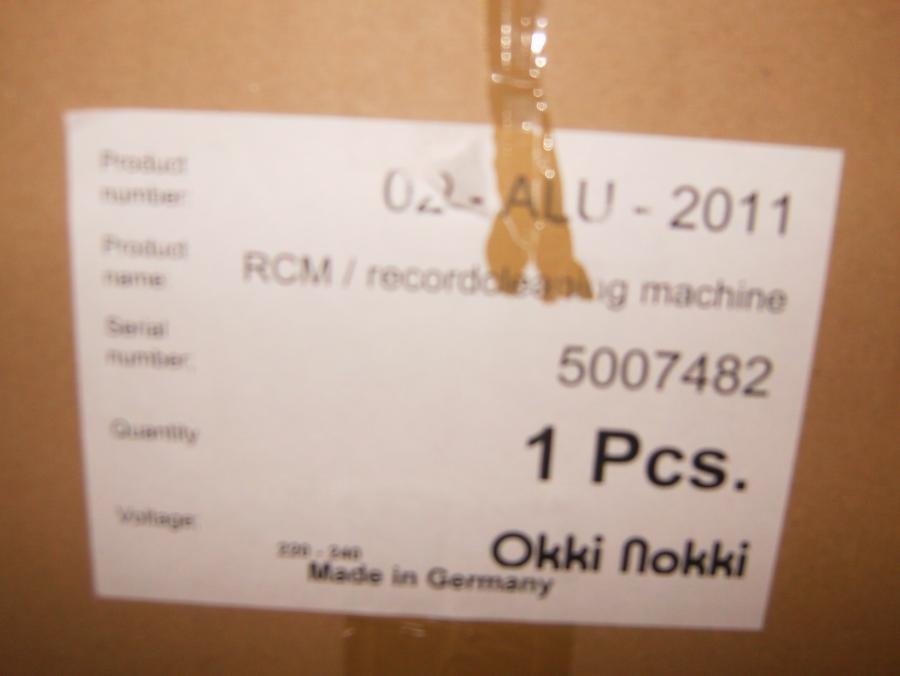 Product number: 02- ALU - 2011
Product name: RCM / recordcleaning machine
Serial number: 5007482
Quantity 1 Pcs.
Voltage: 220 - 240
Okki Nokki
Made in Germany